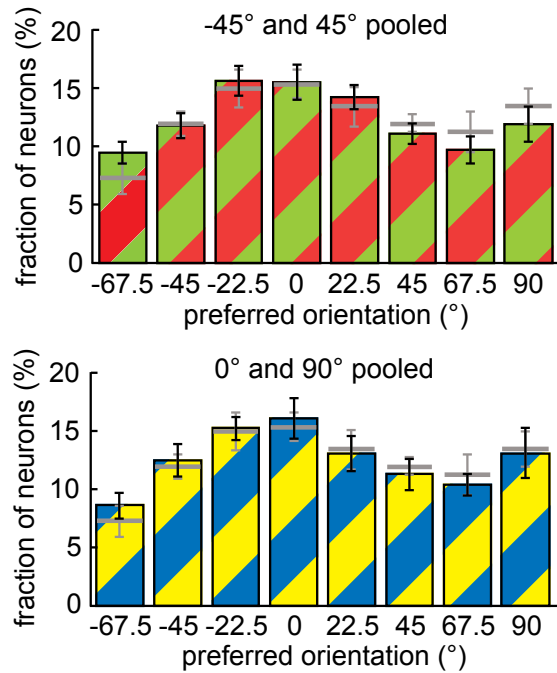 -45° and 45° pooled
fraction of neurons (%)
20
15
10
5
0
-67.5 -45 -22.5 0 22.5 45 67.5 90
preferred orientation (°)
0° and 90° pooled
fraction of neurons (%)
20
15
10
5
0
-67.5 -45 -22.5 0 22.5 45 67.5 90
preferred orientation (°)